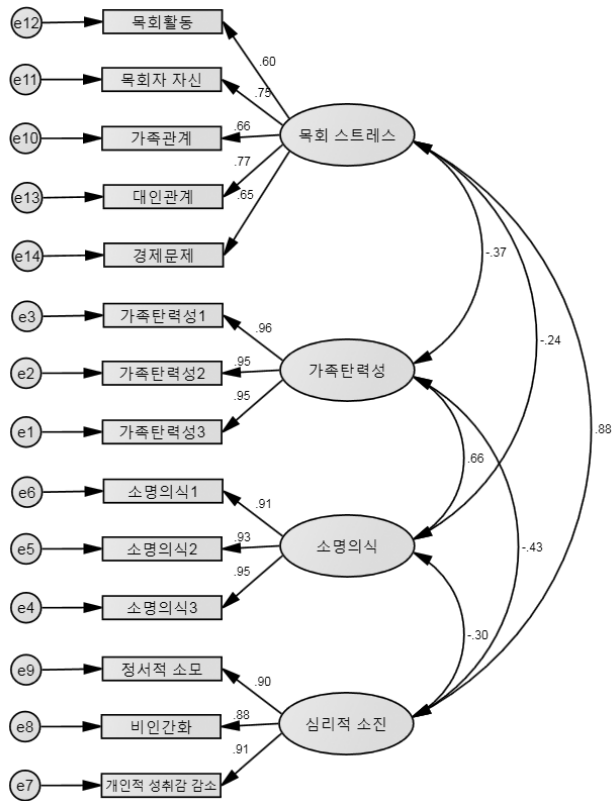 e12 목회활동
.60
e11 목회자 자신
.75
목회 스트레스
e10 가족관계
.66
.77
e13 대인관계
.65
e14 경제문제
-.37
e3 가족탄력성1
.96
-.24
e2 가족탄력성2
.95
가족탄력성
.95
e1 가족탄력성3
.88
.66
e6 소명의식1
.91
e5 소명의식2
.93
소명의식
-.43
.95
e4 소명의식3
-.30
e9 정서적 소모
.90
e8 비인간화
.88
심리적 소진
.91
e7 개인적 성취감 감소